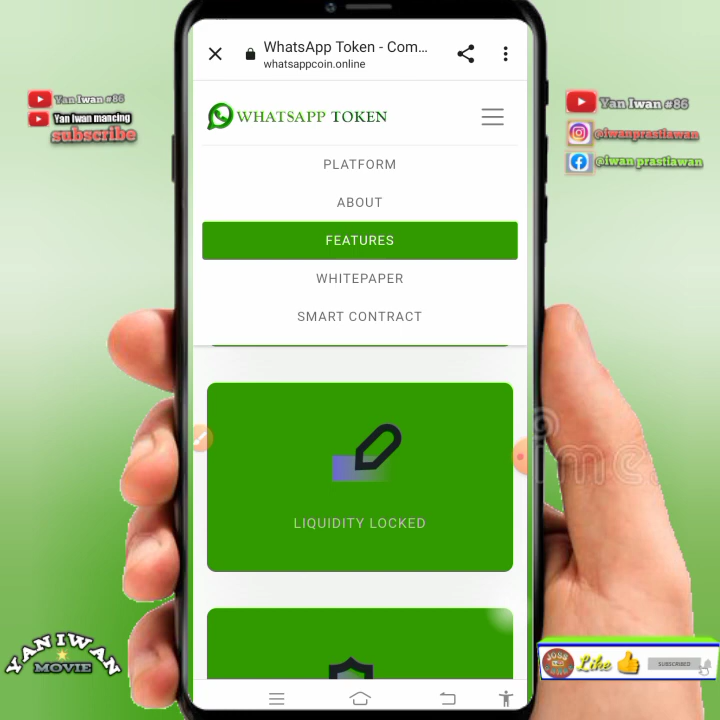 WhatsApp Token - Com...
whatsappcoin.online
WHATSAPP TOKEN
PLATFORM
ABOUT
FEATURES
WHITEPAPER
SMART CONTRACT
LIQUIDITY LOCKED
Yan Iwan #86
Yan Iwan mancing
subscribe
Yan Iwan #86
@iwanprastiawan
@iwan prastiawan
YAN IWAN
MOVIE
Like
SUBSCRIBED